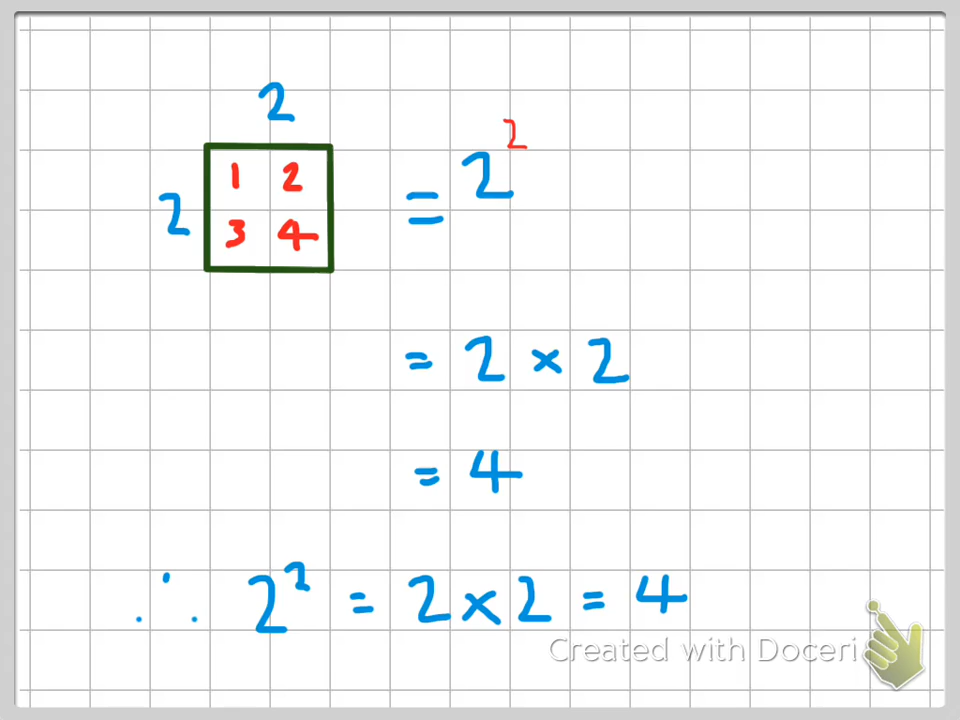 2
2
1 2
3 4
= 2²
= 2 × 2
= 4
∴ 2² = 2 × 2 = 4
Created with Doceri